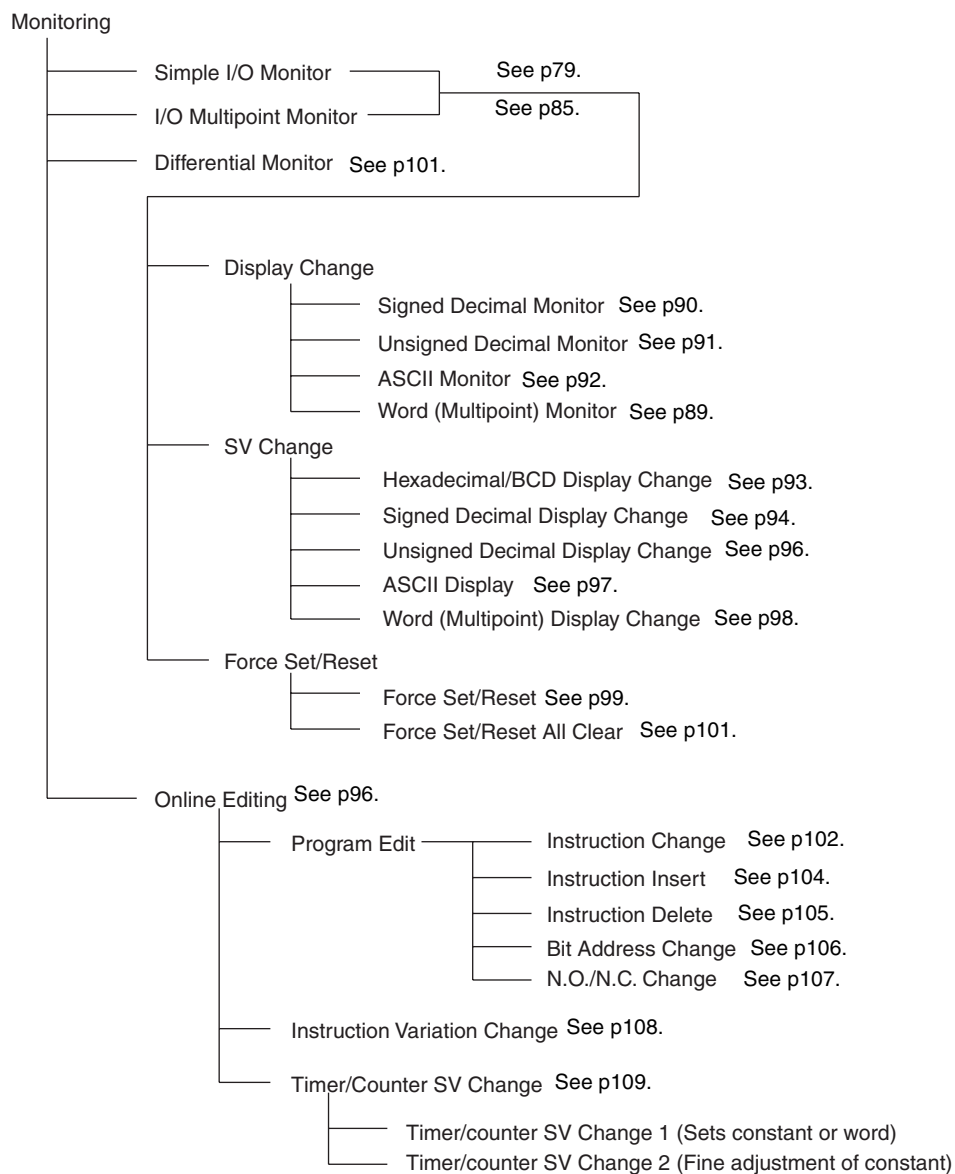 Monitoring
Simple I/O Monitor See p79.
I/O Multipoint Monitor See p85.
Differential Monitor See p101.
Display Change
Signed Decimal Monitor See p90.
Unsigned Decimal Monitor See p91.
ASCII Monitor See p92.
Word (Multipoint) Monitor See p89.
SV Change
Hexadecimal/BCD Display Change See p93.
Signed Decimal Display Change See p94.
Unsigned Decimal Display Change See p96.
ASCII Display See p97.
Word (Multipoint) Display Change See p98.
Force Set/Reset
Force Set/Reset See p99.
Force Set/Reset All Clear See p101.
Online Editing See p96.
Program Edit Instruction Change See p102.
Instruction Insert See p104.
Instruction Delete See p105.
Bit Address Change See p106.
N.O./N.C. Change See p107.
Instruction Variation Change See p108.
Timer/Counter SV Change See p109.
Timer/counter SV Change 1 (Sets constant or word)
Timer/counter SV Change 2 (Fine adjustment of constant)